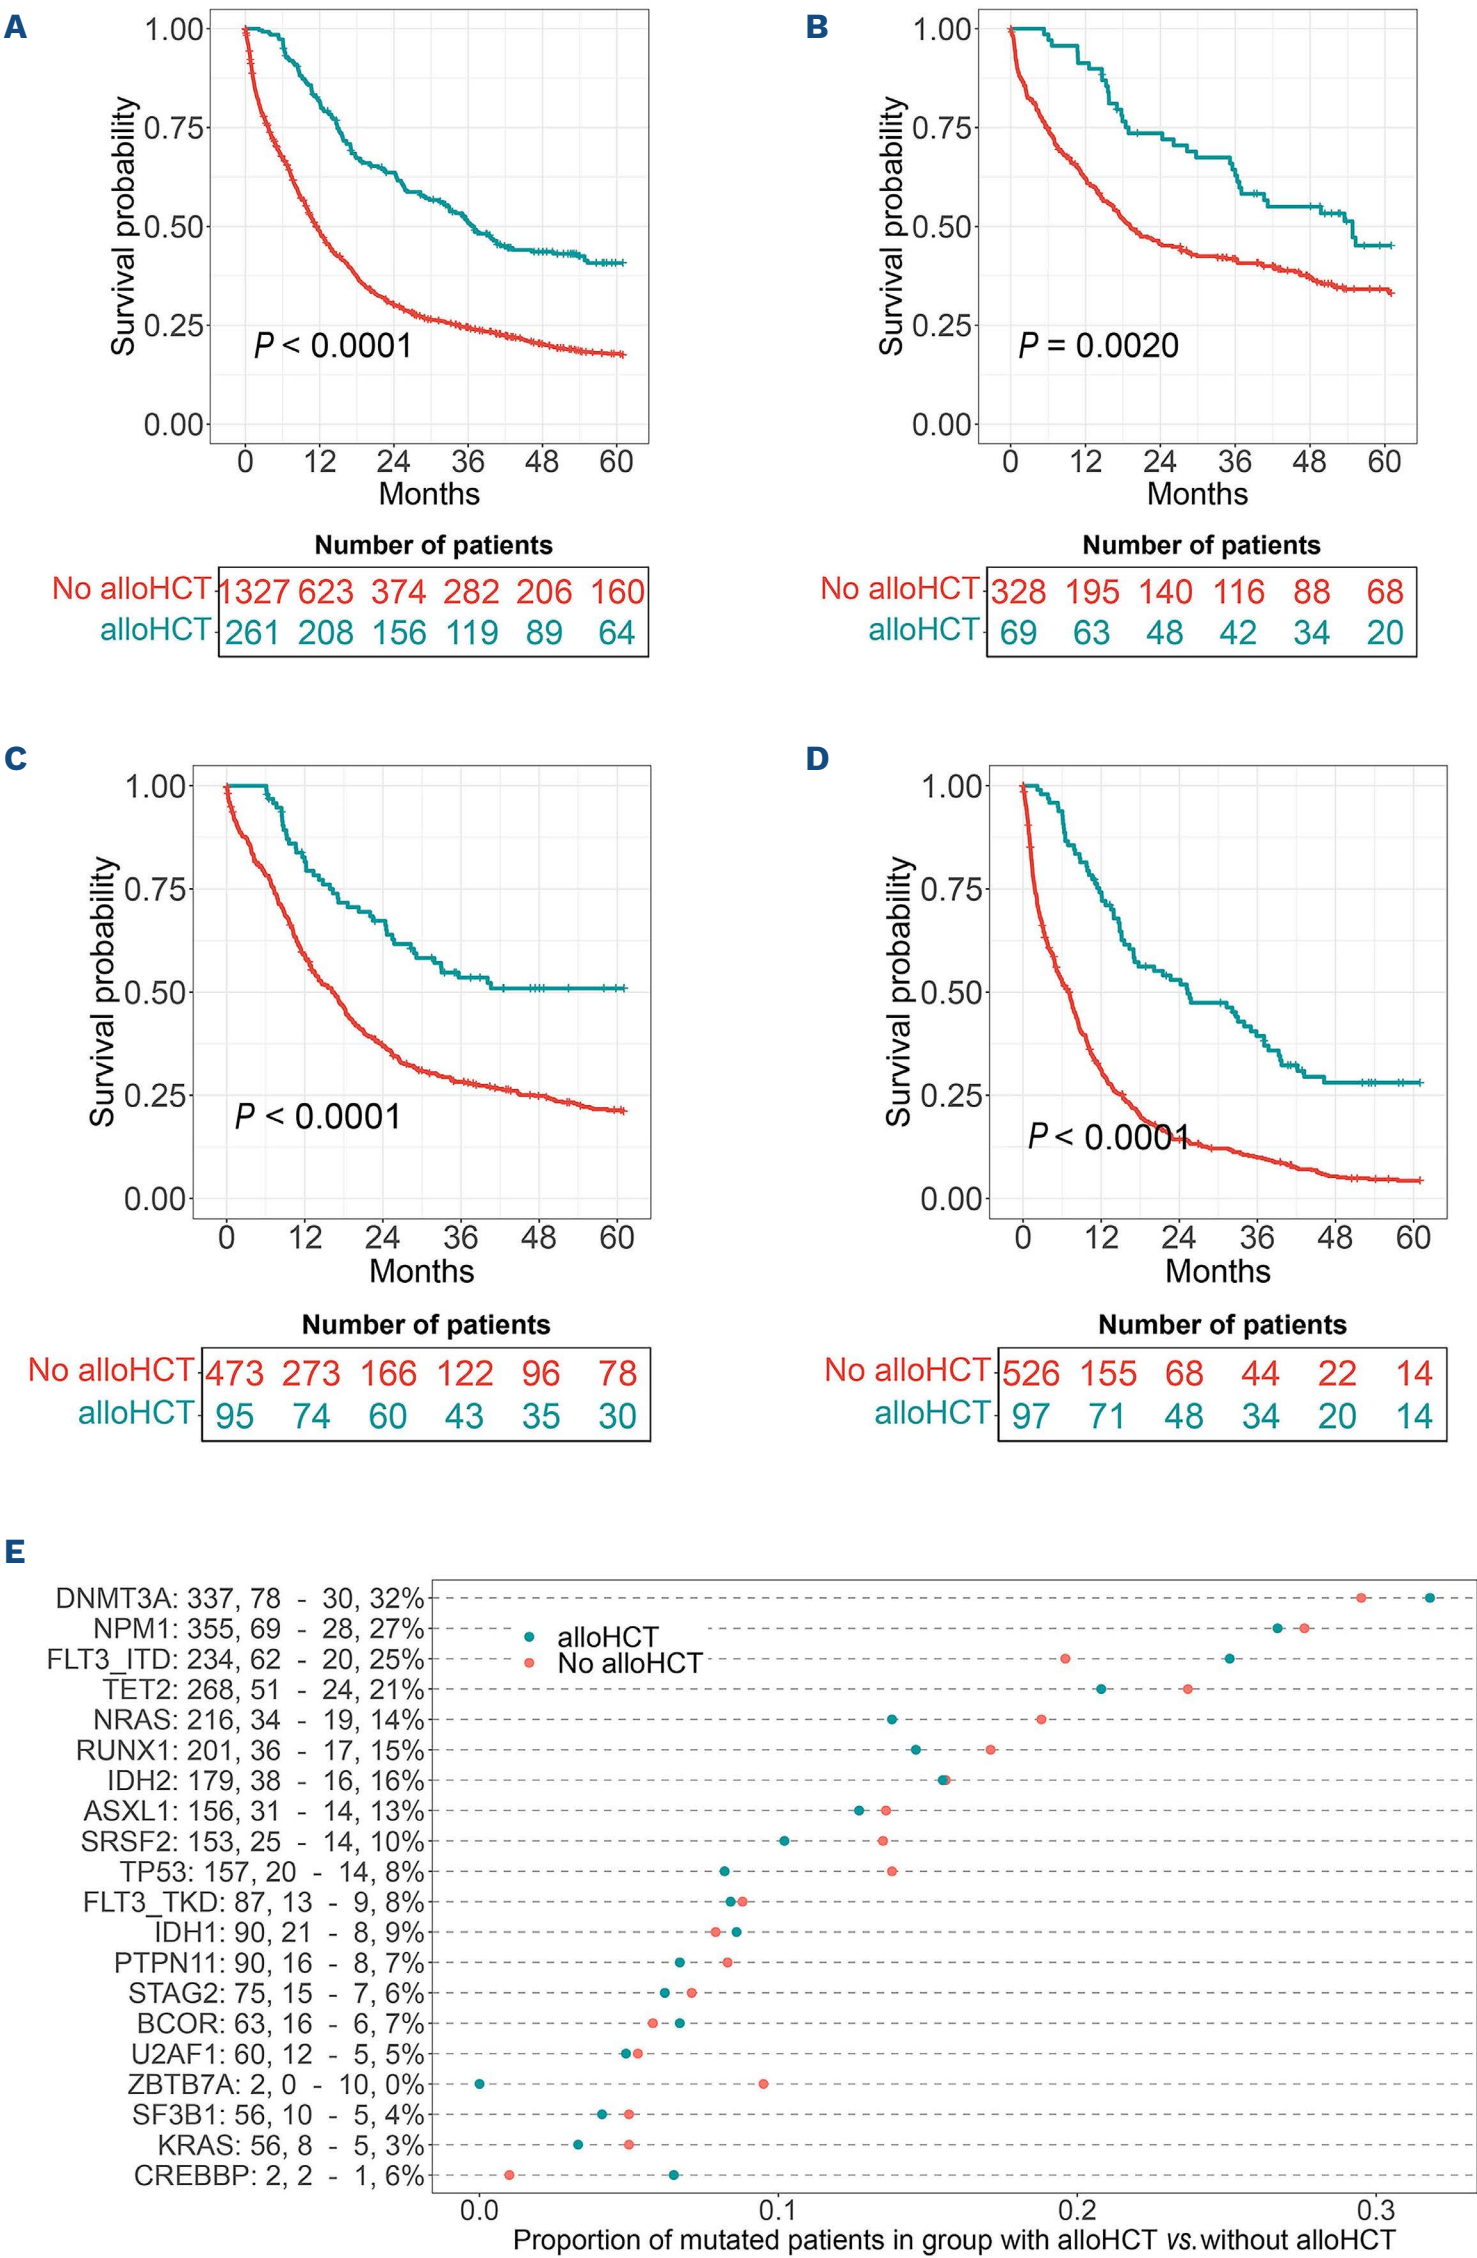 A
Survival probability
1.00
0.75
0.50
0.25
0.00
P < 0.0001
0 12 24 36 48 60
Months
Number of patients
No alloHCT 1327 623 374 282 206 160
alloHCT 261 208 156 119 89 64
B
Survival probability
1.00
0.75
0.50
0.25
0.00
P = 0.0020
0 12 24 36 48 60
Months
Number of patients
No alloHCT 328 195 140 116 88 68
alloHCT 69 63 48 42 34 20
C
Survival probability
1.00
0.75
0.50
0.25
0.00
P < 0.0001
0 12 24 36 48 60
Months
Number of patients
No alloHCT 473 273 166 122 96 78
alloHCT 95 74 60 43 35 30
D
Survival probability
1.00
0.75
0.50
0.25
0.00
P < 0.0001
0 12 24 36 48 60
Months
Number of patients
No alloHCT 526 155 68 44 22 14
alloHCT 97 71 48 34 20 14
E
DNMT3A: 337, 78 - 30, 32%
NPM1: 355, 69 - 28, 27%
FLT3_ITD: 234, 62 - 20, 25%
TET2: 268, 51 - 24, 21%
NRAS: 216, 34 - 19, 14%
RUNX1: 201, 36 - 17, 15%
IDH2: 179, 38 - 16, 16%
ASXL1: 156, 31 - 14, 13%
SRSF2: 153, 25 - 14, 10%
TP53: 157, 20 - 14, 8%
FLT3_TKD: 87, 13 - 9, 8%
IDH1: 90, 21 - 8, 9%
PTPN11: 90, 16 - 8, 7%
STAG2: 75, 15 - 7, 6%
BCOR: 63, 16 - 6, 7%
U2AF1: 60, 12 - 5, 5%
ZBTB7A: 2, 0 - 10, 0%
SF3B1: 56, 10 - 5, 4%
KRAS: 56, 8 - 5, 3%
CREBBP: 2, 2 - 1, 6%
alloHCT
No alloHCT
0.0 0.1 0.2 0.3
Proportion of mutated patients in group with alloHCT vs. without alloHCT